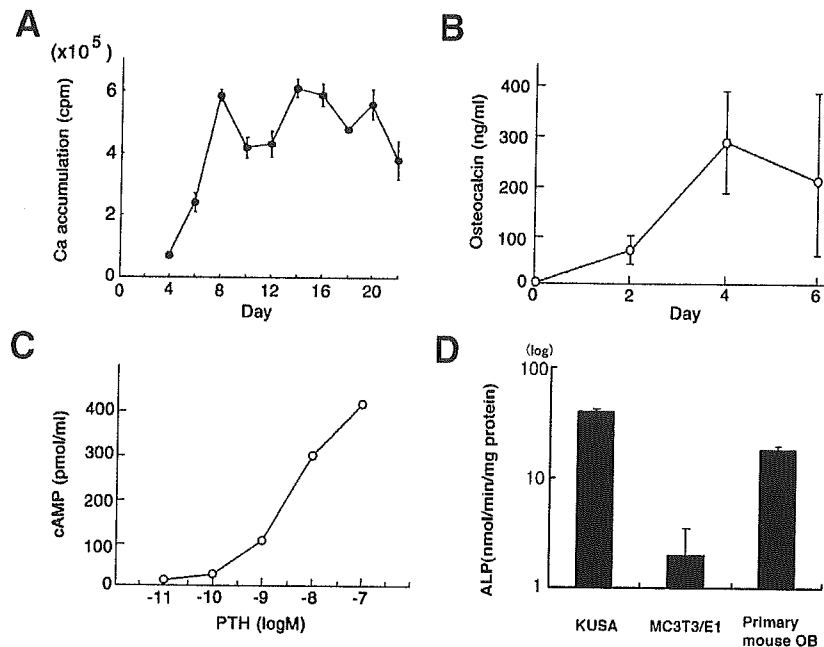 A
(x10⁵)
Ca accumulation (cpm)
6
4
2
0
0 4 8 12 16 20
Day
B
Osteocalcin (ng/ml)
400
300
200
100
0
0 2 4 6
Day
C
cAMP (pmol/ml)
400
300
200
100
0
-11 -10 -9 -8 -7
PTH (logM)
D
(log)
ALP(nmol/min/mg protein)
100
10
1
KUSA MC3T3/E1 Primary
mouse OB